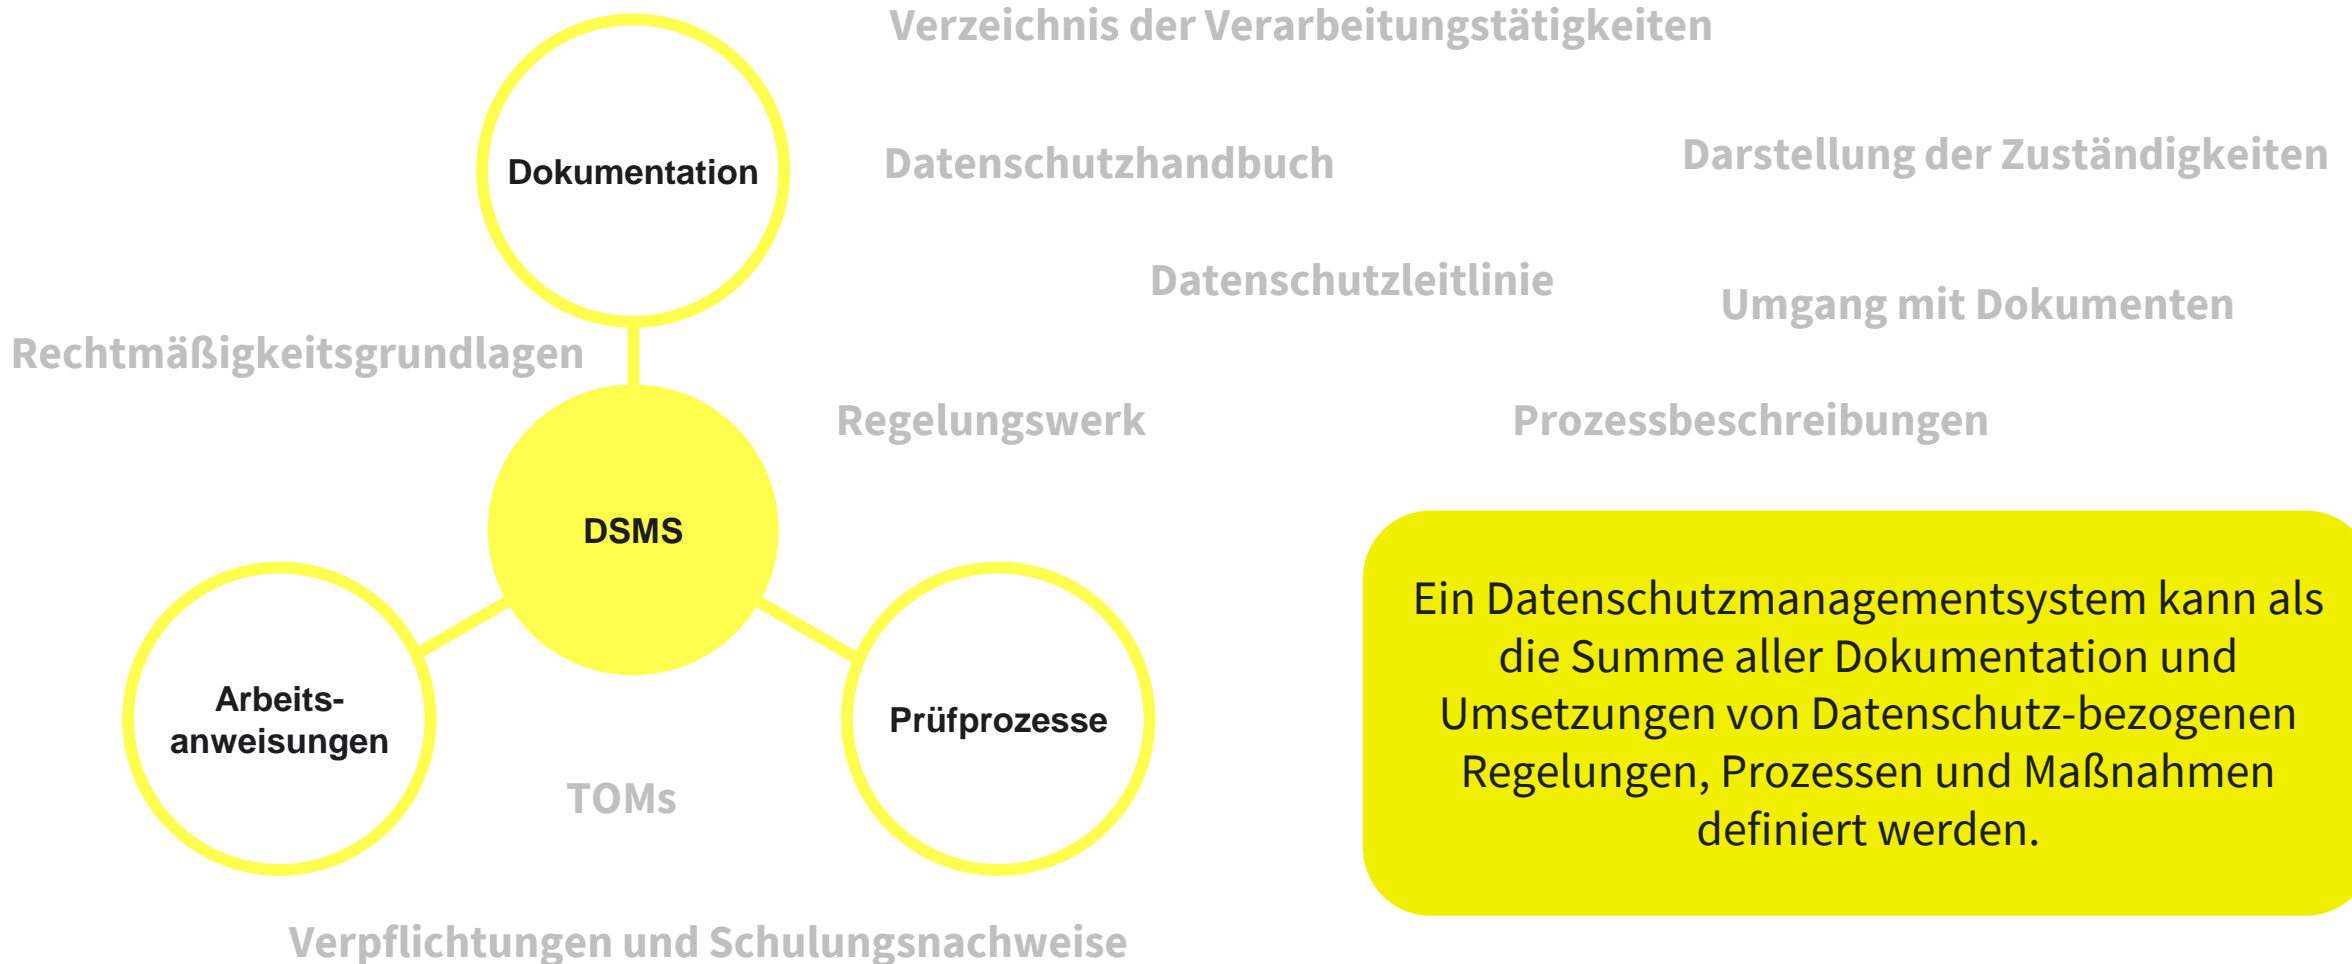 Verzeichnis der Verarbeitungstätigkeiten
Dokumentation
Datenschutzhandbuch
Darstellung der Zuständigkeiten
Datenschutzleitlinie
Umgang mit Dokumenten
Rechtmäßigkeitsgrundlagen
Regelungswerk
Prozessbeschreibungen
DSMS
Arbeits-
anweisungen
Prüfprozesse
TOMs
Verpflichtungen und Schulungsnachweise
Ein Datenschutzmanagementsystem kann als
die Summe aller Dokumentation und
Umsetzungen von Datenschutz-bezogenen
Regelungen, Prozessen und Maßnahmen
definiert werden.